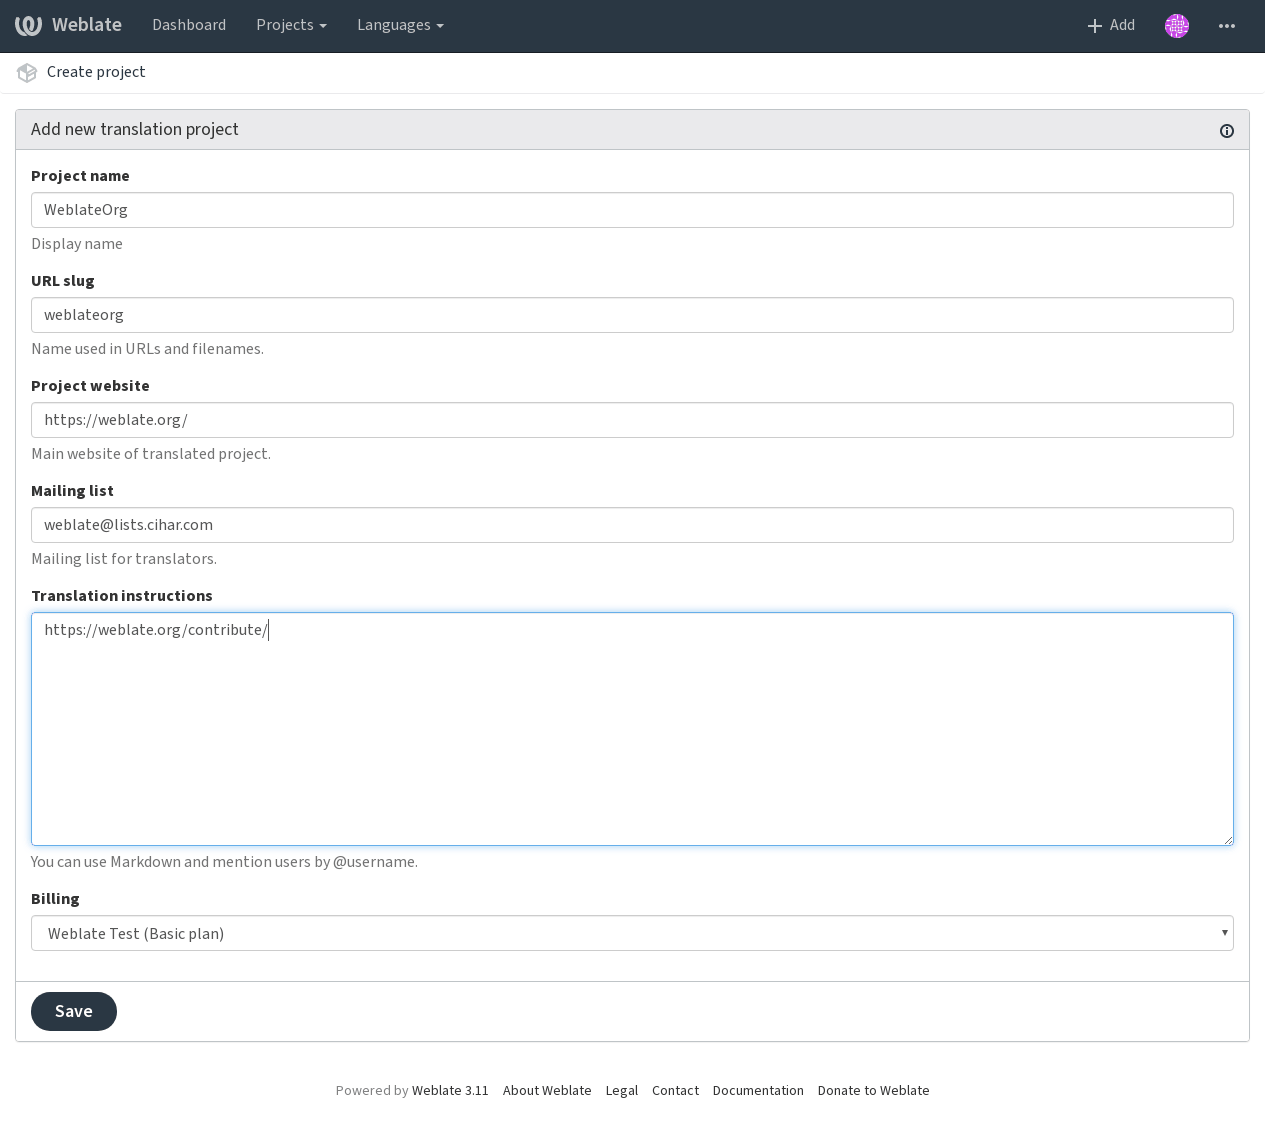 Weblate Dashboard Projects Languages Add
Create project
Add new translation project
Project name
WeblateOrg
Display name
URL slug
weblateorg
Name used in URLs and filenames.
Project website
https://weblate.org/
Main website of translated project.
Mailing list
weblate@lists.cihar.com
Mailing list for translators.
Translation instructions
https://weblate.org/contribute/
You can use Markdown and mention users by @username.
Billing
Weblate Test (Basic plan)
Save
Powered by Weblate 3.11 About Weblate Legal Contact Documentation Donate to Weblate